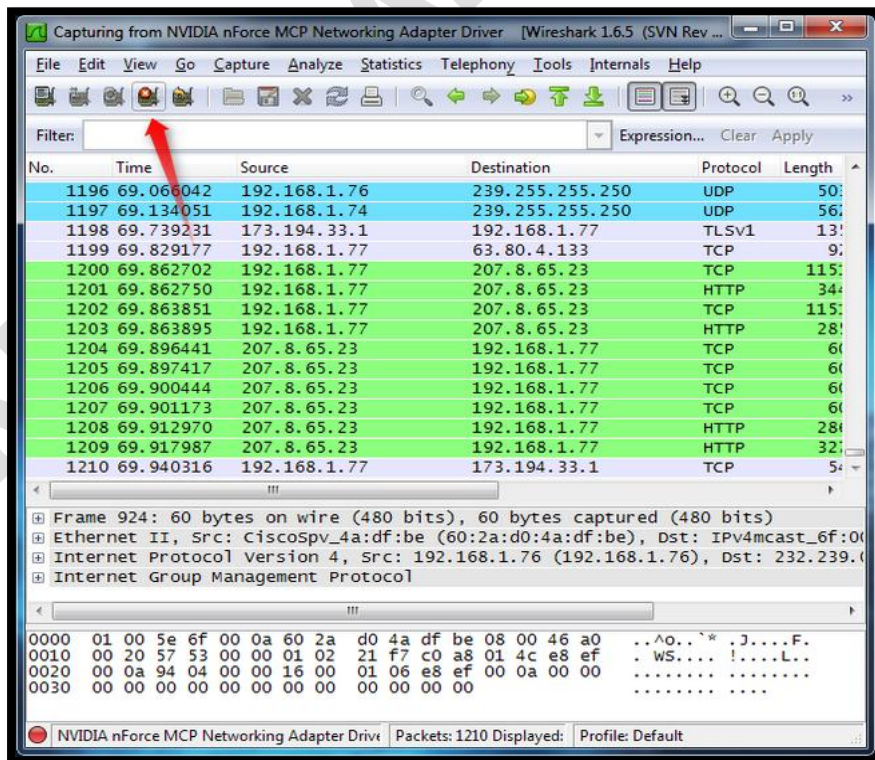 Capturing from NVIDIA nForce MCP Networking Adapter Driver [Wireshark 1.6.5 (SVN Rev ...
File Edit View Go Capture Analyze Statistics Telephony Tools Internals Help
Filter: Expression... Clear Apply
No. Time Source Destination Protocol Length
1196 69.066042 192.168.1.76 239.255.255.250 UDP
1197 69.134051 192.168.1.74 239.255.255.250 UDP
1198 69.739231 173.194.33.1 192.168.1.77 TLSv1
1199 69.829177 192.168.1.77 63.80.4.133 TCP
1200 69.862702 192.168.1.77 207.8.65.23 TCP
1201 69.862750 192.168.1.77 207.8.65.23 HTTP
1202 69.863851 192.168.1.77 207.8.65.23 TCP
1203 69.863895 192.168.1.77 207.8.65.23 HTTP
1204 69.896441 207.8.65.23 192.168.1.77 TCP
1205 69.897417 207.8.65.23 192.168.1.77 TCP
1206 69.900444 207.8.65.23 192.168.1.77 TCP
1207 69.901173 207.8.65.23 192.168.1.77 TCP
1208 69.912970 207.8.65.23 192.168.1.77 HTTP
1209 69.917987 207.8.65.23 192.168.1.77 HTTP
1210 69.940316 192.168.1.77 173.194.33.1 TCP
Frame 924: 60 bytes on wire (480 bits), 60 bytes captured (480 bits)
Ethernet II, Src: CiscoSpv_4a:df:be (60:2a:d0:4a:df:be), Dst: IPv4mcast_6f:0
Internet Protocol Version 4, Src: 192.168.1.76 (192.168.1.76), Dst: 232.239.
Internet Group Management Protocol
0000 01 00 5e 6f 00 0a 60 2a d0 4a df be 08 00 46 a0 ..^o..`* .J....F.
0010 00 20 57 53 00 00 01 02 21 f7 c0 a8 01 4c e8 ef . WS.... !....L..
0020 00 0a 94 04 00 00 16 00 01 06 e8 ef 00 0a 00 00 ........ ........
0030 00 00 00 00 00 00 00 00 00 00 00 00 ........ ....
NVIDIA nForce MCP Networking Adapter Drive Packets: 1210 Displayed: Profile: Default